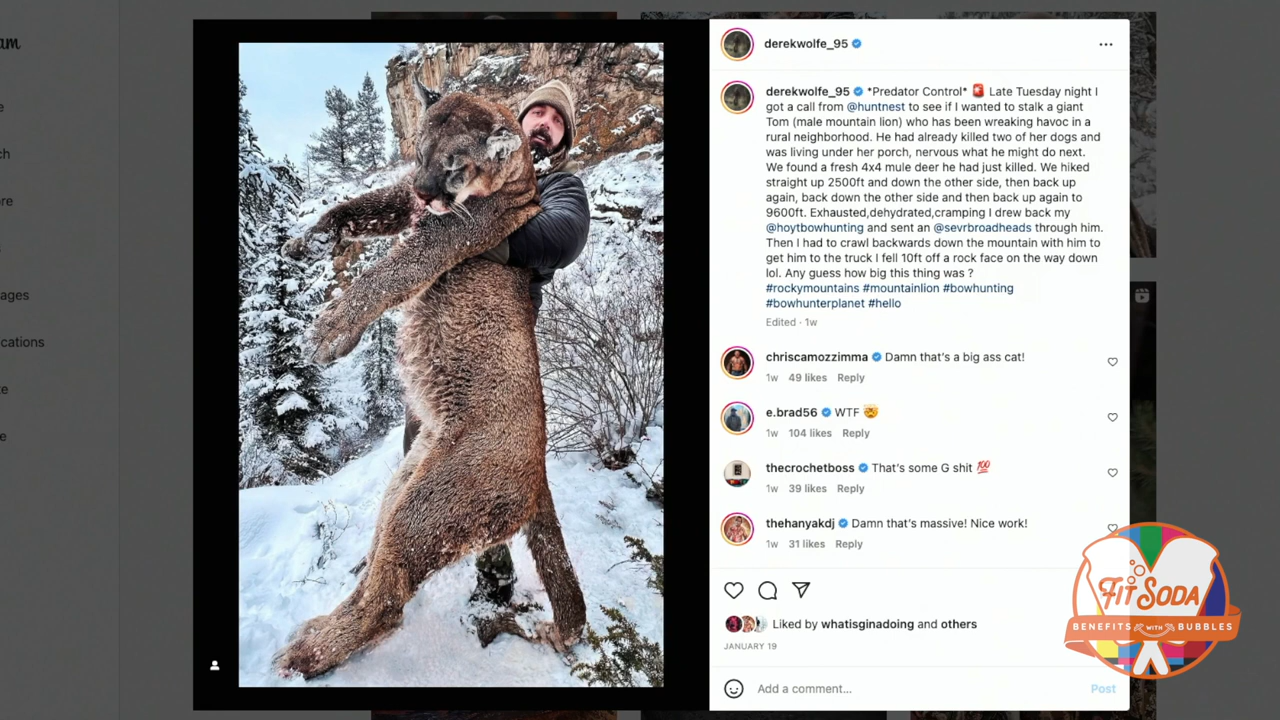 am
derekwolfe_95
derekwolfe_95 *Predator Control* 🚨 Late Tuesday night I
got a call from @huntnest to see if I wanted to stalk a giant
Tom (male mountain lion) who has been wreaking havoc in a
rural neighborhood. He had already killed two of her dogs and
was living under her porch, nervous what he might do next.
We found a fresh 4x4 mule deer he had just killed. We hiked
straight up 2500ft and down the other side, then back up
again, back down the other side and then back up again to
9600ft. Exhausted,dehydrated,cramping I drew back my
@hoytbowhunting and sent an @sevrbroadheads through him.
Then I had to crawl backwards down the mountain with him to
get him to the truck I fell 10ft off a rock face on the way down
lol. Any guess how big this thing was ?
#rockymountains #mountainlion #bowhunting
#bowhunterplanet #hello
Edited · 1w
chriscamozzimma Damn that's a big ass cat!
1w 49 likes Reply
e.brad56 WTF 🤯
1w 104 likes Reply
thecrochetboss That's some G shit 💯
1w 39 likes Reply
thehanyakdj Damn that's massive! Nice work!
1w 31 likes Reply
Liked by whatisginadoing and others
JANUARY 19
Add a comment...
Post
e
ch
re
s
ages
cations
te
e
FIT SODA
BENEFITS WITH BUBBLES